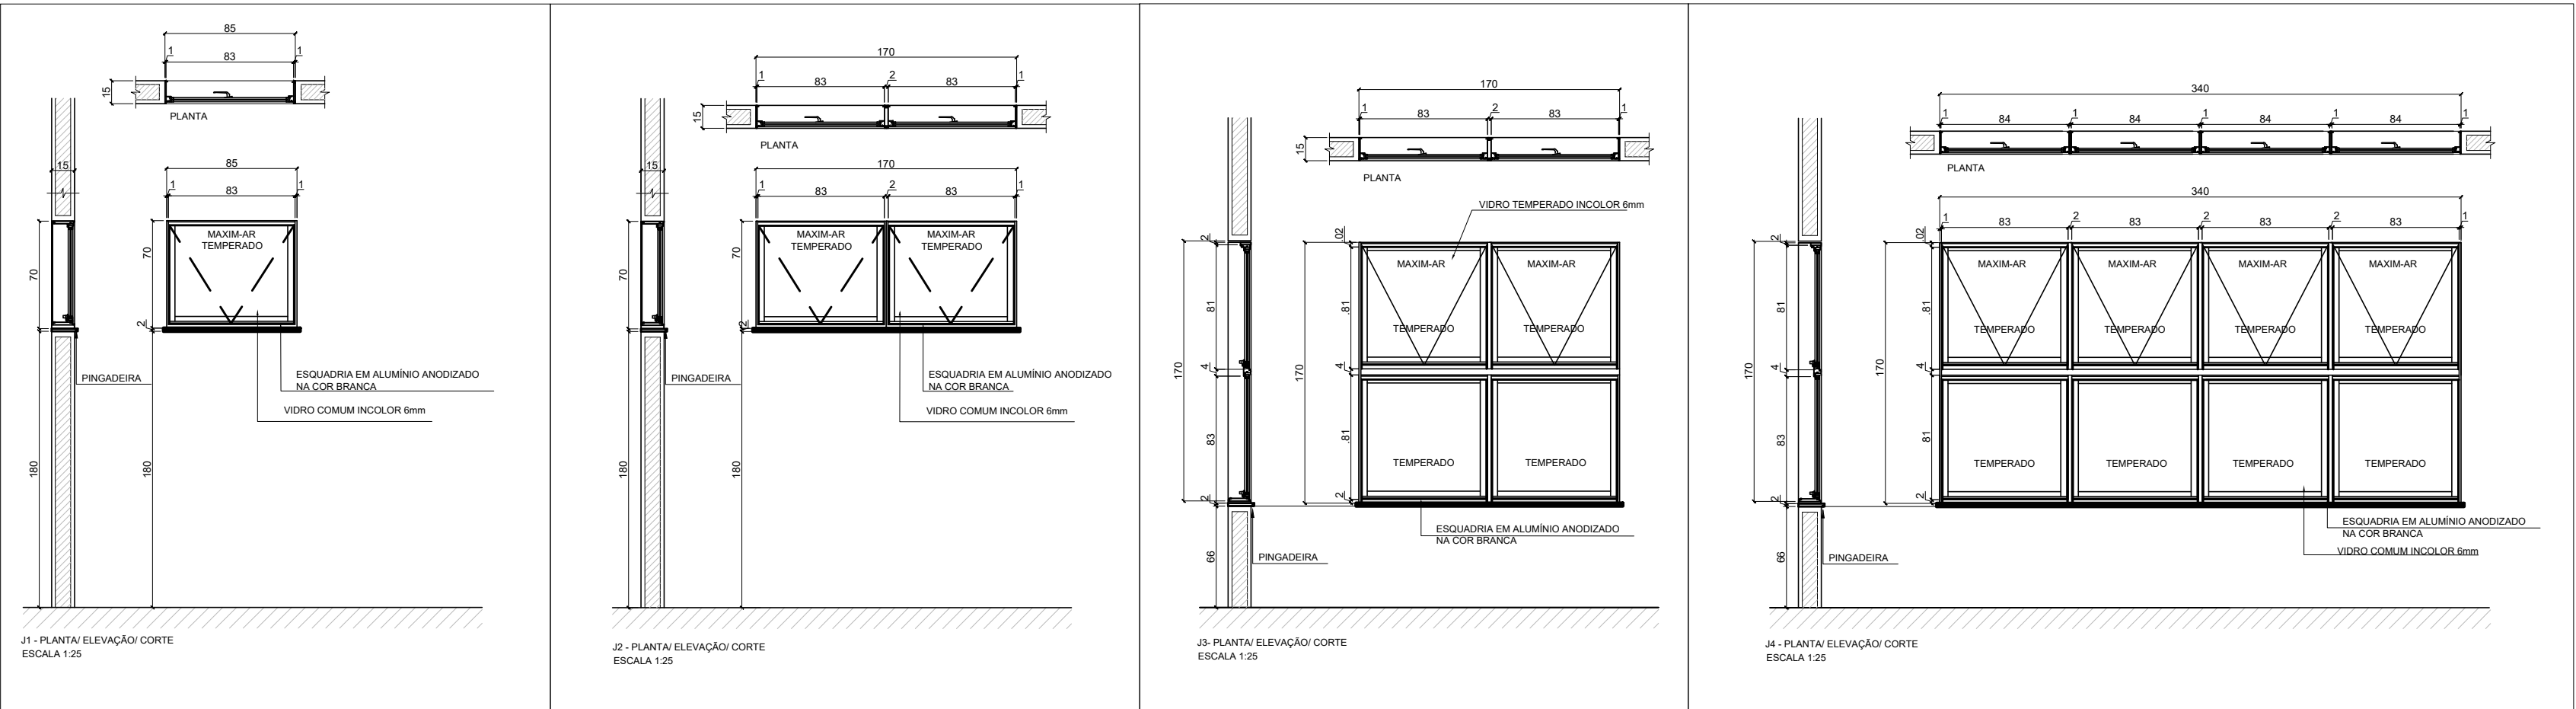 85
1
83
1
15
PLANTA
15
85
1
83
1
70
70
2
MAXIM-AR
TEMPERADO
PINGADEIRA
ESQUADRIA EM ALUMÍNIO ANODIZADO
NA COR BRANCA
VIDRO COMUM INCOLOR 6mm
180
180
J1 - PLANTA/ ELEVAÇÃO/ CORTE
ESCALA 1:25
170
1
83
2
83
1
15
PLANTA
15
170
1
83
2
83
1
70
70
2
MAXIM-AR
TEMPERADO
MAXIM-AR
TEMPERADO
PINGADEIRA
ESQUADRIA EM ALUMÍNIO ANODIZADO
NA COR BRANCA
VIDRO COMUM INCOLOR 6mm
180
180
J2 - PLANTA/ ELEVAÇÃO/ CORTE
ESCALA 1:25
170
1
83
2
83
1
15
PLANTA
VIDRO TEMPERADO INCOLOR 6mm
2
.02
MAXIM-AR
MAXIM-AR
81
.81
TEMPERADO
TEMPERADO
170
4
170
4
83
.81
TEMPERADO
TEMPERADO
2
2
ESQUADRIA EM ALUMÍNIO ANODIZADO
NA COR BRANCA
66
PINGADEIRA
J3- PLANTA/ ELEVAÇÃO/ CORTE
ESCALA 1:25
340
1
84
1
84
1
84
1
84
1
PLANTA
340
1
83
2
83
2
83
2
83
1
2
.02
MAXIM-AR
MAXIM-AR
MAXIM-AR
MAXIM-AR
81
.81
TEMPERADO
TEMPERADO
TEMPERADO
TEMPERADO
170
4
170
4
83
81
TEMPERADO
TEMPERADO
TEMPERADO
TEMPERADO
2
2
ESQUADRIA EM ALUMÍNIO ANODIZADO
NA COR BRANCA
VIDRO COMUM INCOLOR 6mm
66
PINGADEIRA
J4 - PLANTA/ ELEVAÇÃO/ CORTE
ESCALA 1:25